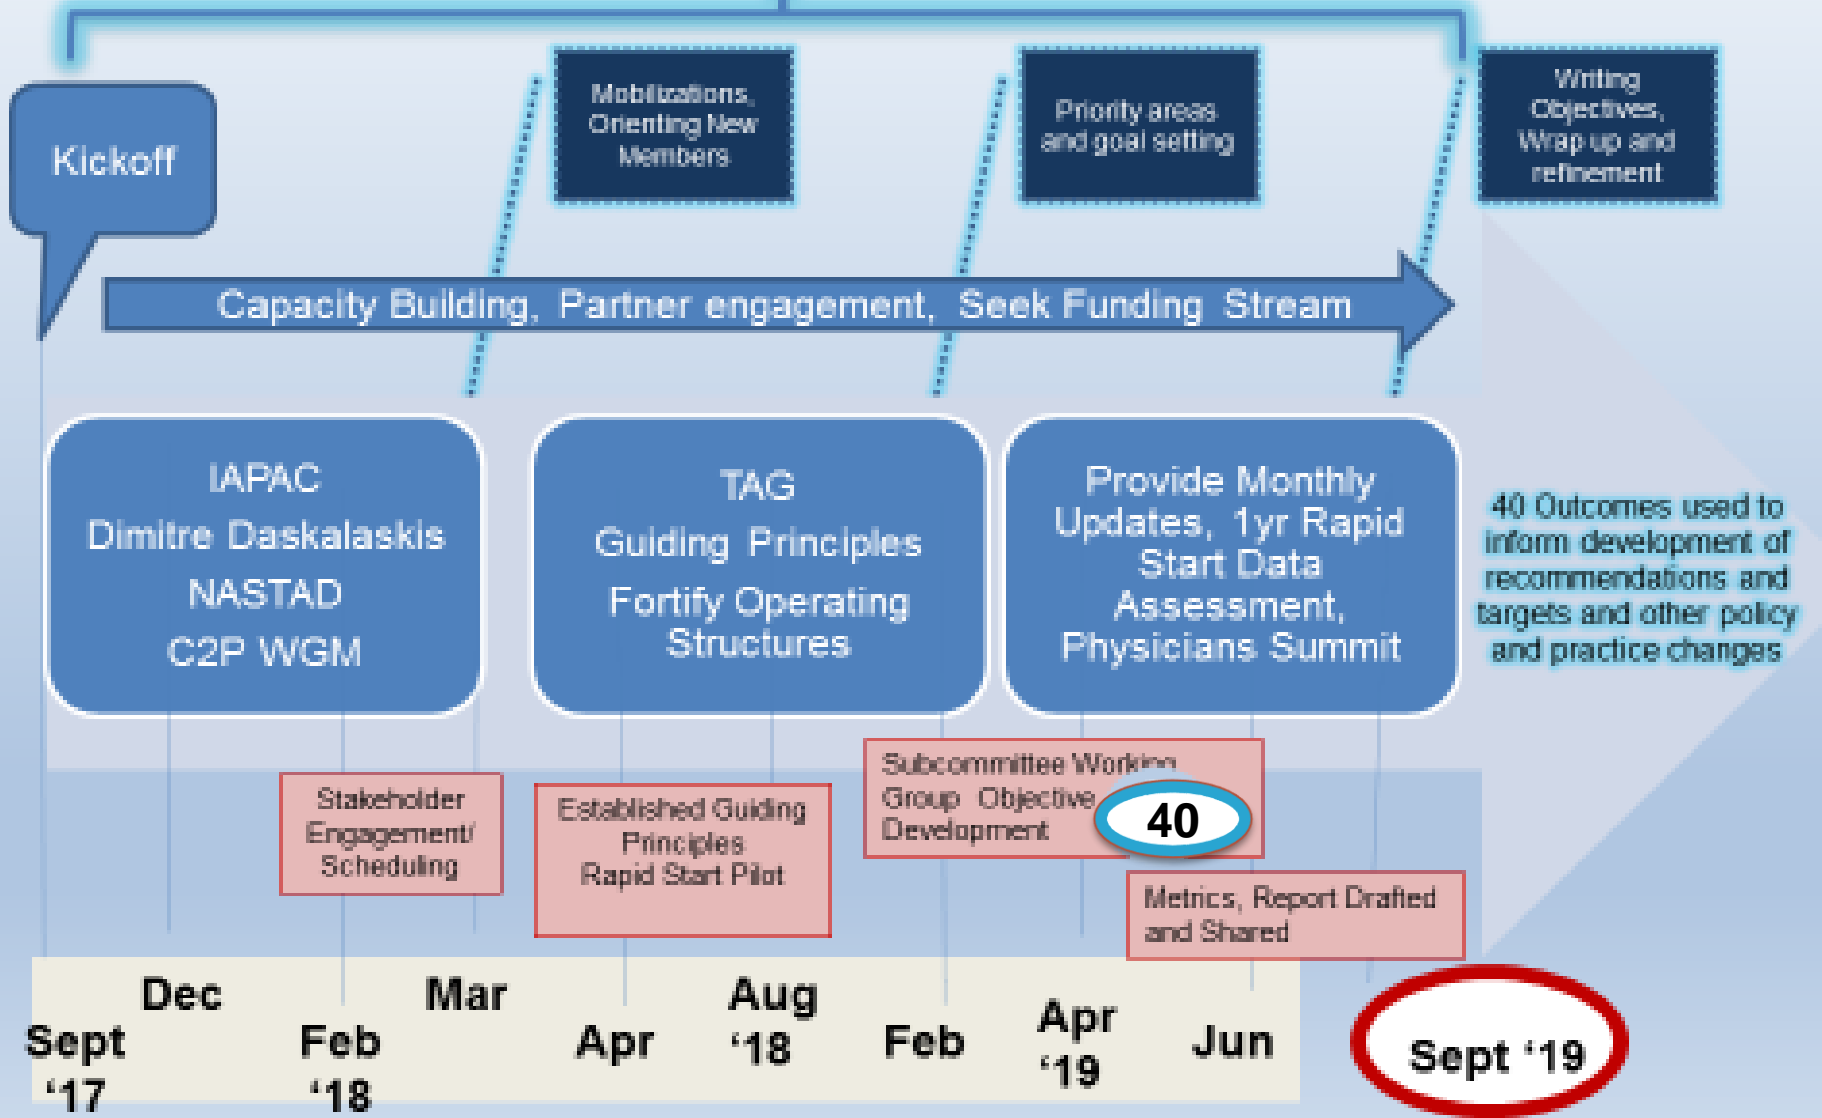 Kickoff
Mobilizations,
Orienting New
Members
Priority areas
and goal setting
Writing
Objectives,
Wrap up and
refinement
Capacity Building, Partner engagement, Seek Funding Stream
IAPAC
Dimitre Daskalaskis
NASTAD
C2P WGM
TAG
Guiding Principles
Fortify Operating
Structures
Provide Monthly
Updates, 1yr Rapid
Start Data
Assessment,
Physicians Summit
40 Outcomes used to
inform development of
recommendations and
targets and other policy
and practice changes
Stakeholder
Engagement/
Scheduling
Established Guiding
Principles
Rapid Start Pilot
Subcommittee Working
Group Objective
Development
40
Metrics, Report Drafted
and Shared
Sept
‘17
Dec
Feb
‘18
Mar
Apr
Aug
‘18
Feb
Apr
‘19
Jun
Sept ‘19